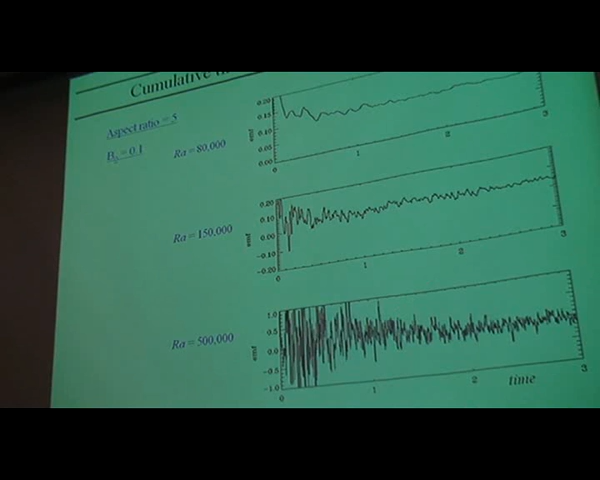 Cumulative
Aspect ratio = 5
B₀ = 0.1
Ra = 80,000
emf
0.20
0.15
0.10
0.05
0.00
0
1
2
3
Ra = 150,000
emf
0.20
0.10
0.00
−0.10
−0.20
0
1
2
3
Ra = 500,000
emf
1.0
0.5
0.0
−0.5
−1.0
0
1
2
3
time